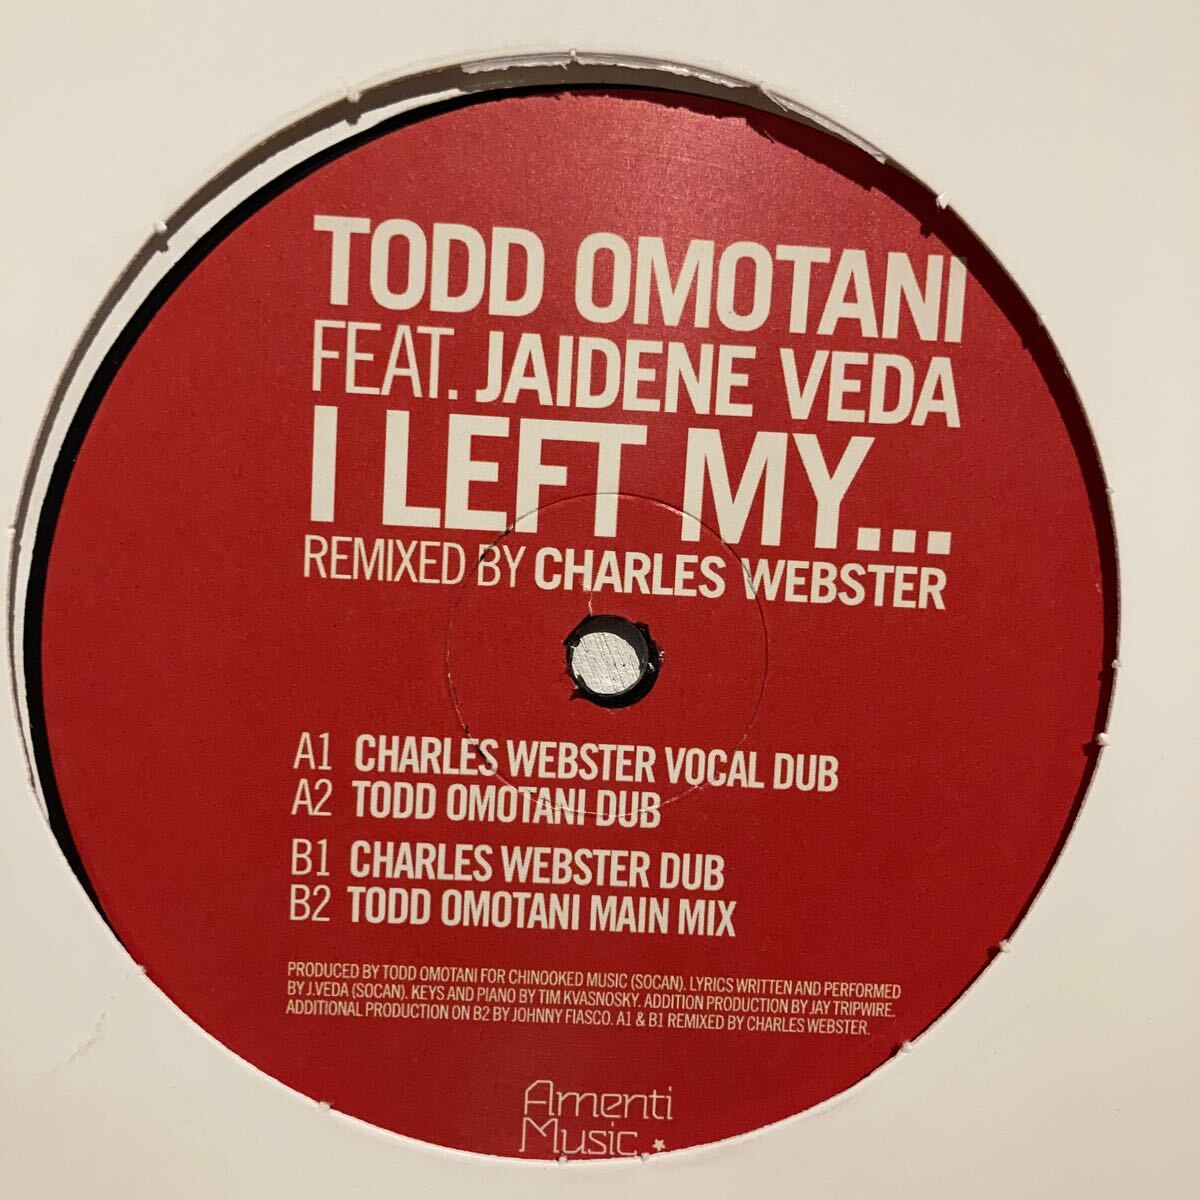 TODD OMOTANI
FEAT. JAIDENE VEDA
I LEFT MY...
REMIXED BY CHARLES WEBSTER
A1 CHARLES WEBSTER VOCAL DUB
A2 TODD OMOTANI DUB
B1 CHARLES WEBSTER DUB
B2 TODD OMOTANI MAIN MIX
PRODUCED BY TODD OMOTANI FOR CHINOOKED MUSIC (SOCAN). LYRICS WRITTEN AND PERFORMED
BY J.VEDA (SOCAN). KEYS AND PIANO BY TIM KVASNOSKY. ADDITION PRODUCTION BY JAY TRIPWIRE.
ADDITIONAL PRODUCTION ON B2 BY JOHNNY FIASCO. A1 & B1 REMIXED BY CHARLES WEBSTER.
Amenti
Music